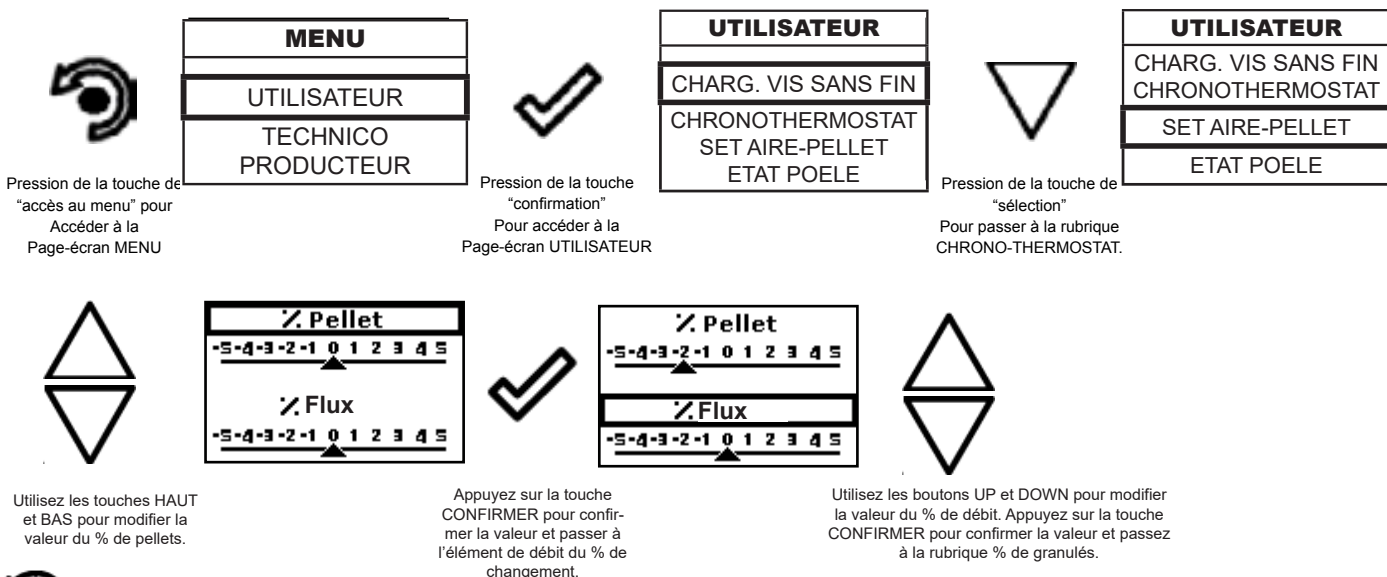 MENU
UTILISATEUR
TECHNICO
PRODUCTEUR
Pression de la touche de
“accès au menu” pour
Accéder à la
Page-écran MENU
Pression de la touche
“confirmation”
Pour accéder à la
Page-écran UTILISATEUR
UTILISATEUR
CHARG. VIS SANS FIN
CHRONOTHERMOSTAT
SET AIRE-PELLET
ETAT POELE
Pression de la touche de
“sélection”
Pour passer à la rubrique
CHRONO-THERMOSTAT.
UTILISATEUR
CHARG. VIS SANS FIN
CHRONOTHERMOSTAT
SET AIRE-PELLET
ETAT POELE
Utilisez les touches HAUT
et BAS pour modifier la
valeur du % de pellets.
% Pellet
-5-4-3-2-1 0 1 2 3 4 5
% Flux
-5-4-3-2-1 0 1 2 3 4 5
Appuyez sur la touche
CONFIRMER pour confir-
mer la valeur et passer à
l’élément de débit du % de
changement.
% Pellet
-5-4-3-2-1 0 1 2 3 4 5
% Flux
-5-4-3-2-1 0 1 2 3 4 5
Utilisez les boutons UP et DOWN pour modifier
la valeur du % de débit. Appuyez sur la touche
CONFIRMER pour confirmer la valeur et passez
à la rubrique % de granulés.